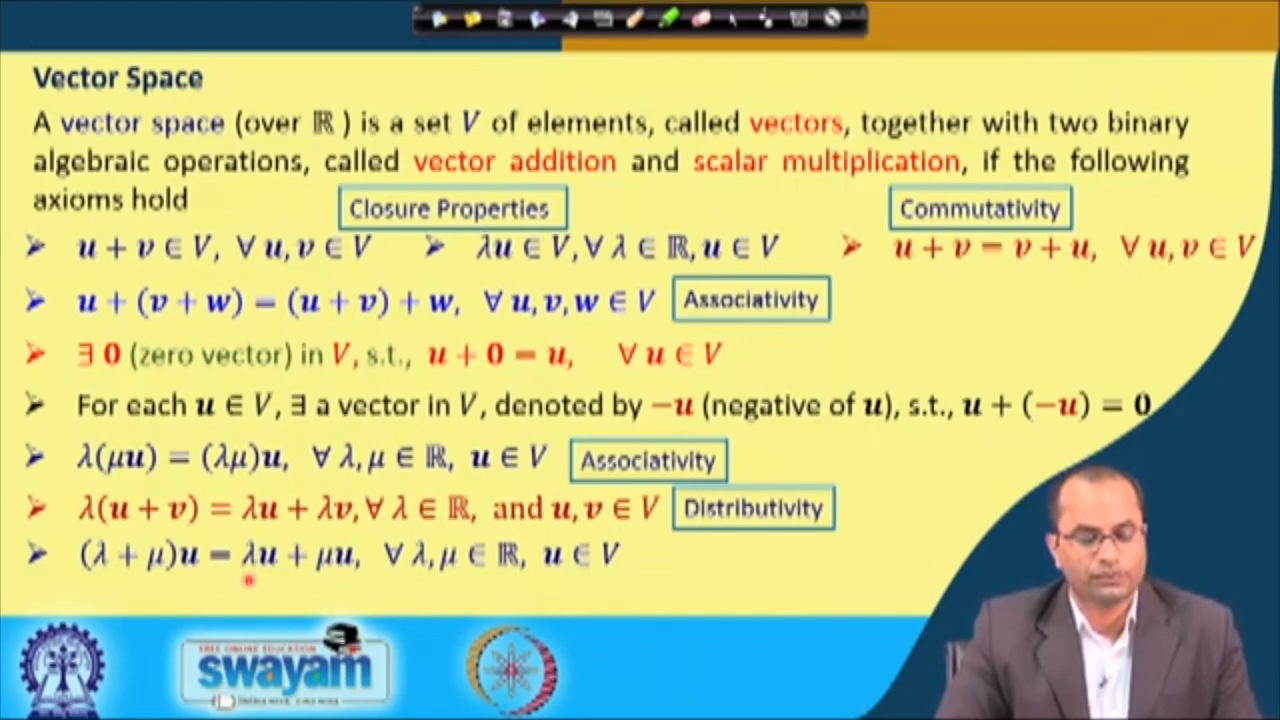 Vector Space
A vector space (over ℝ ) is a set V of elements, called vectors, together with two binary
algebraic operations, called vector addition and scalar multiplication, if the following
axioms hold
Closure Properties
Commutativity
➢ u + v ∈ V, ∀ u, v ∈ V ➢ λu ∈ V, ∀ λ ∈ ℝ, u ∈ V ➢ u + v = v + u, ∀ u, v ∈ V
➢ u + (v + w) = (u + v) + w, ∀ u, v, w ∈ V Associativity
➢ ∃ 0 (zero vector) in V, s.t., u + 0 = u, ∀ u ∈ V
➢ For each u ∈ V, ∃ a vector in V, denoted by −u (negative of u), s.t., u + (−u) = 0
➢ λ(μu) = (λμ)u, ∀ λ, μ ∈ ℝ, u ∈ V Associativity
➢ λ(u + v) = λu + λv, ∀ λ ∈ ℝ, and u, v ∈ V Distributivity
➢ (λ + μ)u = λu + μu, ∀ λ, μ ∈ ℝ, u ∈ V
FREE ONLINE EDUCATION
swayam